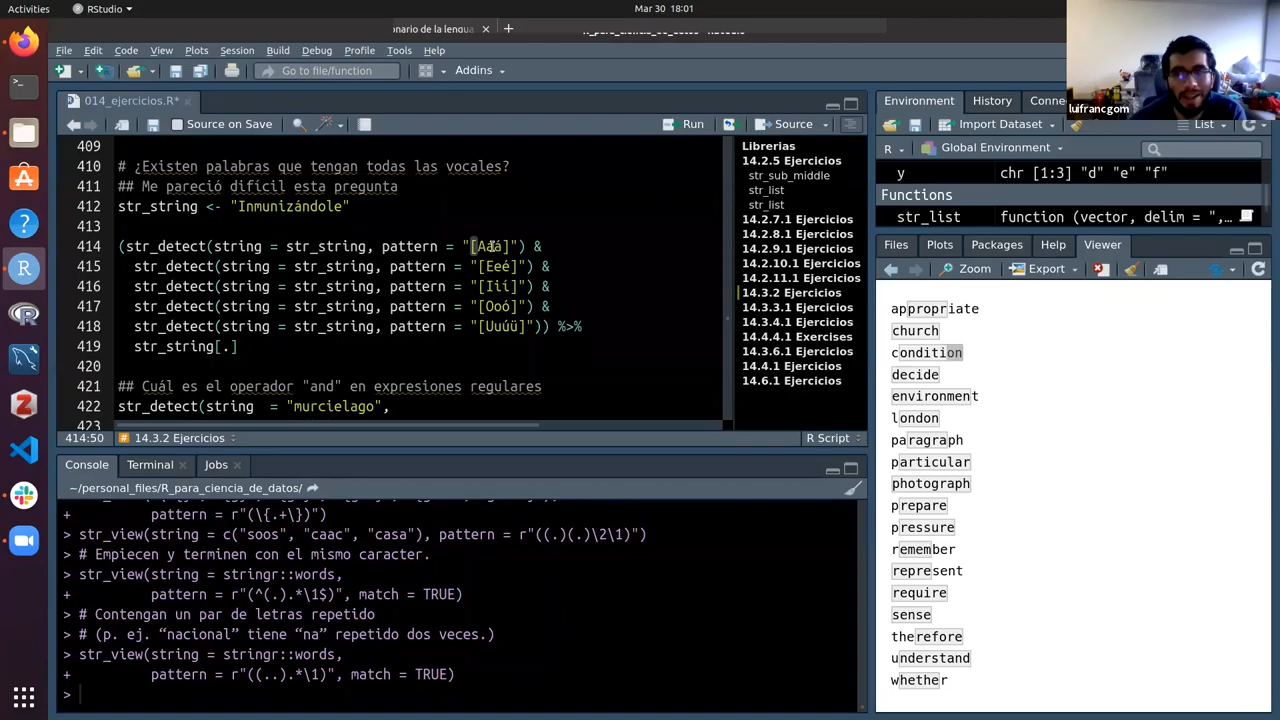 Activities
RStudio
Mar 30 18:01
onario de la lengua
File Edit Code View Plots Session Build Debug Profile Tools Help
Go to file/function
Addins
014_ejercicios.R*
Source on Save
Run
Source
409
410 # ¿Existen palabras que tengan todas las vocales?
411 ## Me pareció difícil esta pregunta
412 str_string <- "Inmunizándole"
413
414 (str_detect(string = str_string, pattern = "[Aaá]") &
415 str_detect(string = str_string, pattern = "[Eeé]") &
416 str_detect(string = str_string, pattern = "[Iií]") &
417 str_detect(string = str_string, pattern = "[Ooó]") &
418 str_detect(string = str_string, pattern = "[Uuúü]")) %>%
419 str_string[.]
420
421 ## Cuál es el operador "and" en expresiones regulares
422 str_detect(string = "murcielago",
423
414:50
14.3.2 Ejercicios
R Script
Librerias
14.2.5 Ejercicios
str_sub_middle
str_list
str_list
14.2.7.1 Ejercicios
14.2.8.1 Ejercicios
14.2.9.1 Ejercicios
14.2.10.1 Ejercicios
14.2.11.1 Ejercicios
14.3.2 Ejercicios
14.3.3.1 Ejercicios
14.3.4.1 Ejercicios
14.4.4.1 Exercises
14.3.6.1 Ejercicios
14.4.1 Ejercicios
14.6.1 Ejercicios
Console Terminal Jobs
~/personal_files/R_para_ciencia_de_datos/
+ pattern = r"(\{.+\})")
> str_view(string = c("anos", "caac", "casa"), pattern = r"((.)(.)\2\1)")
> # Empiecen y terminen con el mismo caracter.
> str_view(string = stringr::words,
+ pattern = r"(^(.).*\1$)", match = TRUE)
> # Contengan un par de letras repetido
> # (p. ej. “nacional” tiene “na” repetido dos veces.)
> str_view(string = stringr::words,
+ pattern = r"((..).*\1)", match = TRUE)
>
luifrancgom
Environment History Conne
Import Dataset
List
R
Global Environment
y chr [1:3] "d" "e" "f"
Functions
str_list function (vector, delim = ",…
Files Plots Packages Help Viewer
Zoom
Export
appropriate
church
condition
decide
environment
london
paragraph
particular
photograph
prepare
pressure
remember
represent
require
sense
therefore
understand
whether